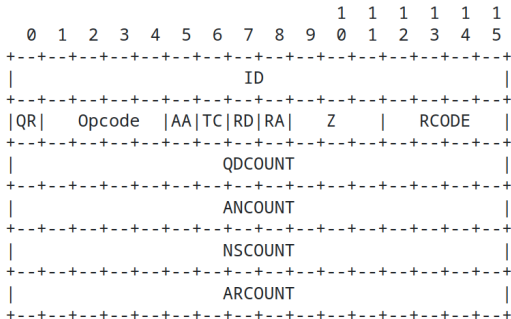 1  1  1  1  1  1
  0  1  2  3  4  5  6  7  8  9  0  1  2  3  4  5
+--+--+--+--+--+--+--+--+--+--+--+--+--+--+--+--+
|                      ID                       |
+--+--+--+--+--+--+--+--+--+--+--+--+--+--+--+--+
|QR|   Opcode  |AA|TC|RD|RA|   Z    |   RCODE   |
+--+--+--+--+--+--+--+--+--+--+--+--+--+--+--+--+
|                    QDCOUNT                    |
+--+--+--+--+--+--+--+--+--+--+--+--+--+--+--+--+
|                    ANCOUNT                    |
+--+--+--+--+--+--+--+--+--+--+--+--+--+--+--+--+
|                    NSCOUNT                    |
+--+--+--+--+--+--+--+--+--+--+--+--+--+--+--+--+
|                    ARCOUNT                    |
+--+--+--+--+--+--+--+--+--+--+--+--+--+--+--+--+